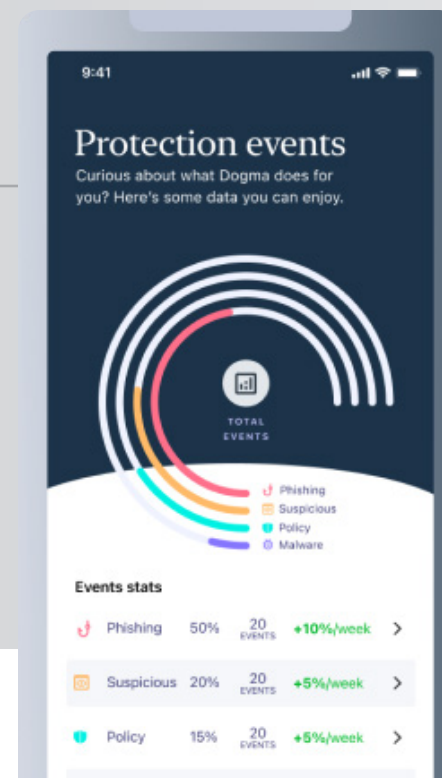 9:41
Protection events
Curious about what Dogma does for
you? Here's some data you can enjoy.
TOTAL
EVENTS
Phishing
Suspicious
Policy
Malware
Events stats
Phishing 50% 20 EVENTS +10%/week
Suspicious 20% 20 EVENTS +5%/week
Policy 15% 20 EVENTS +5%/week